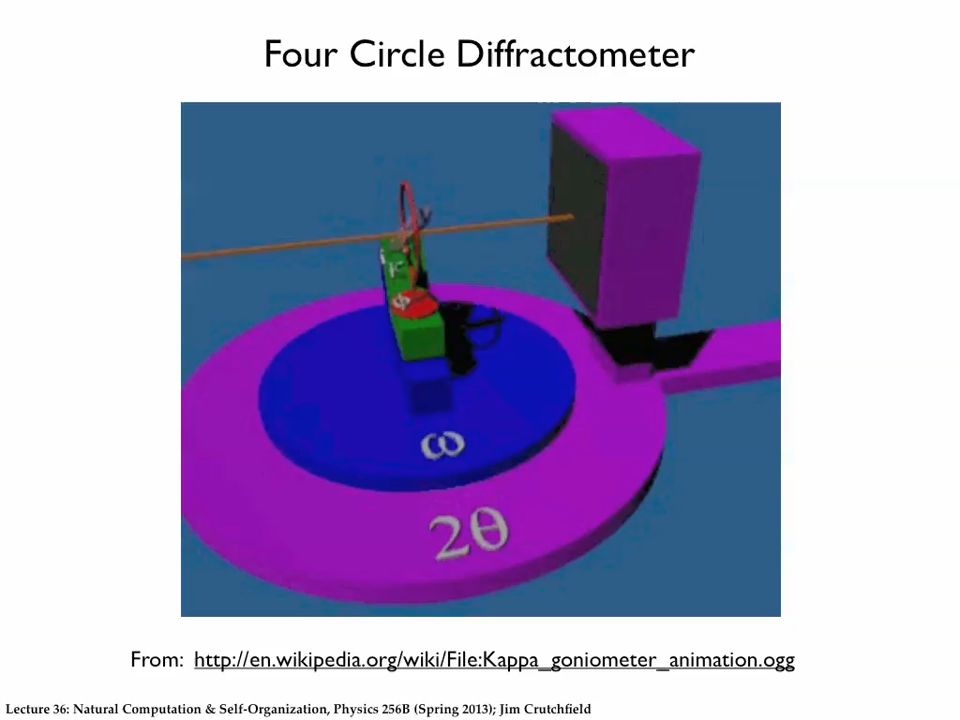 Four Circle Diffractometer
κ
Φ
ω
2θ
From: http://en.wikipedia.org/wiki/File:Kappa_goniometer_animation.ogg
Lecture 36: Natural Computation & Self-Organization, Physics 256B (Spring 2013); Jim Crutchfield